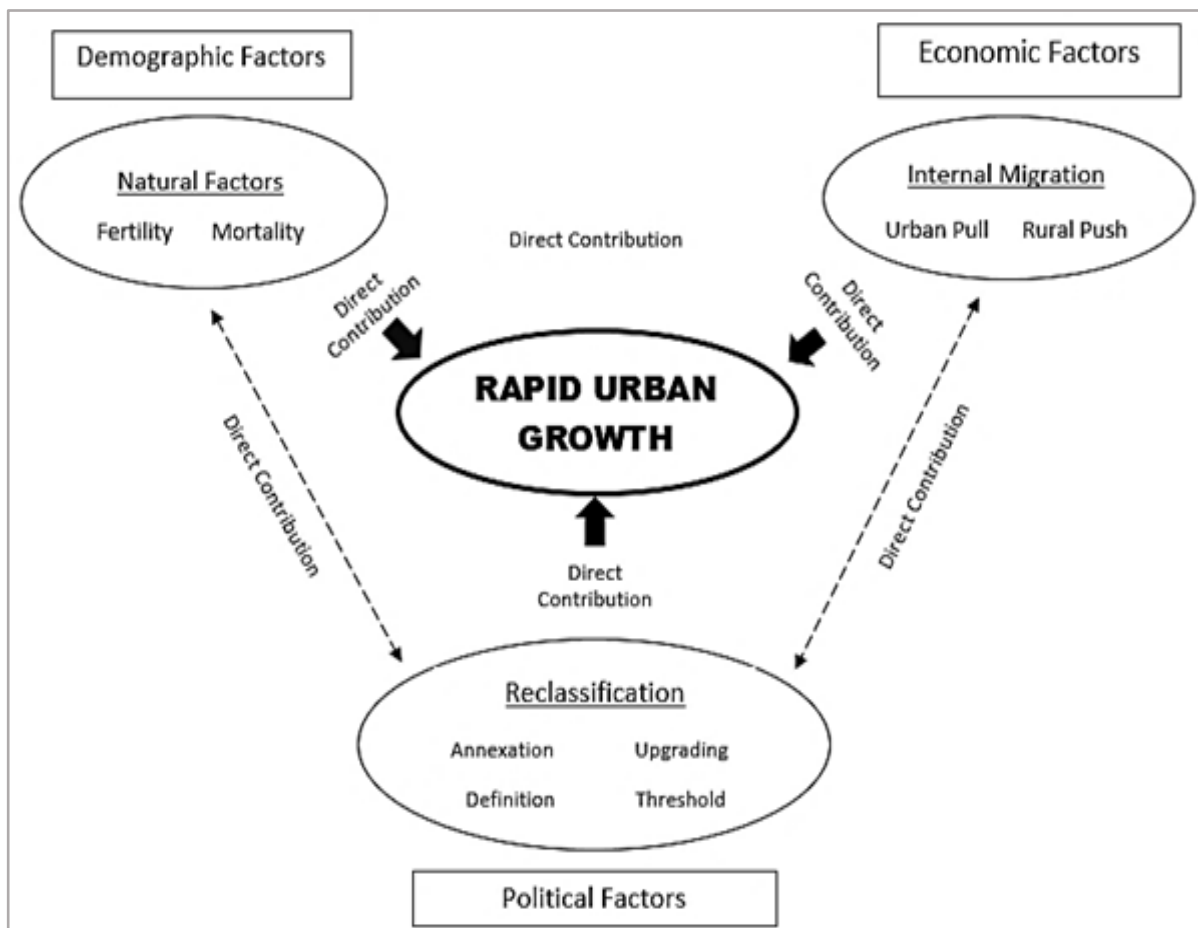 Demographic Factors
Economic Factors
Natural Factors
Fertility Mortality
Internal Migration
Urban Pull Rural Push
Direct Contribution
Direct
Contribution
Direct
Contribution
RAPID URBAN
GROWTH
Direct Contribution
Direct Contribution
Direct
Contribution
Reclassification
Annexation Upgrading
Definition Threshold
Political Factors